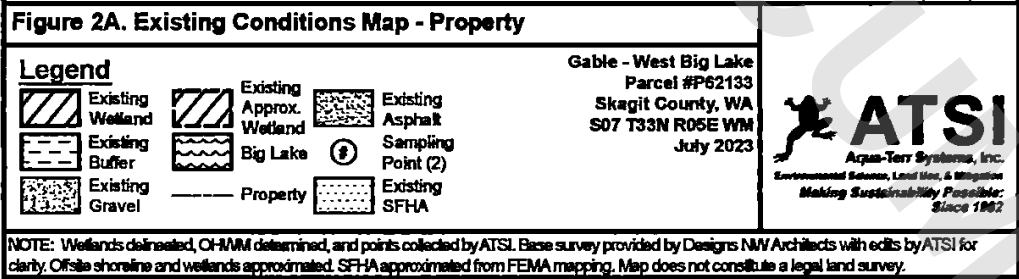 Figure 2A. Existing Conditions Map - Property
Legend
Existing Wetland
Existing Approx. Wetland
Existing Asphalt
Existing Buffer
Big Lake
# Sampling Point (2)
Existing Gravel
Property
Existing SFHA
Gable - West Big Lake
Parcel #P62133
Skagit County, WA
S07 T33N R05E WM
July 2023
ATSI
Aqua-Terr Systems, Inc.
Environmental Science, Land Use, & Mitigation
Making Sustainability Possible:
Since 1982
NOTE: Wetlands delineated, OHWM determined, and points collected by ATSI. Base survey provided by Designs NW Architects with edits by ATSI for
clarity. Offsite shoreline and wetlands approximated. SFHA approximated from FEMA mapping. Map does not constitute a legal land survey.